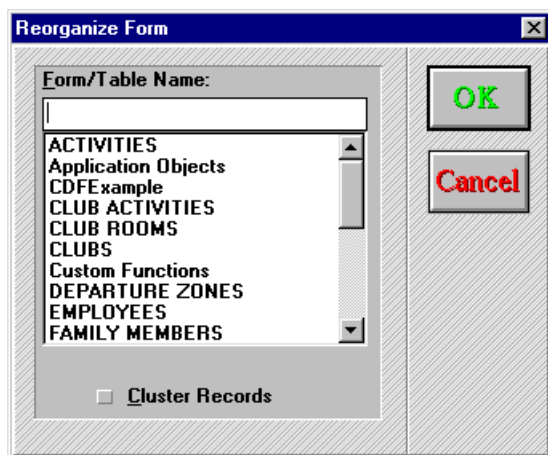 Reorganize Form
Form/Table Name:
ACTIVITIES
Application Objects
CDFExample
CLUB ACTIVITIES
CLUB ROOMS
CLUBS
Custom Functions
DEPARTURE ZONES
EMPLOYEES
FAMILY MEMBERS
Cluster Records
OK
Cancel